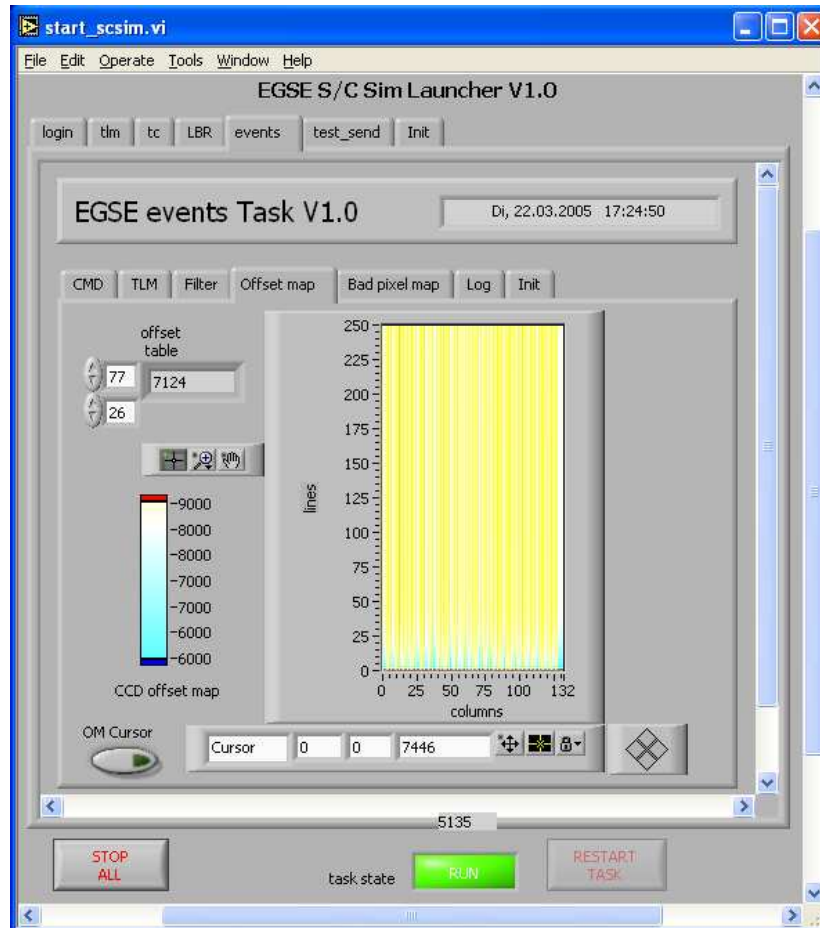 start_scsim.vi
File Edit Operate Tools Window Help
EGSE S/C Sim Launcher V1.0
login tlm tc LBR events test_send Init
EGSE events Task V1.0
Di, 22.03.2005 17:24:50
CMD TLM Filter Offset map Bad pixel map Log Init
offset
table
77 7124
26
-9000
-8000
-8000
-7000
-7000
-6000
-6000
CCD offset map
250
225
200
175
150
125
100
75
50
25
0
lines
0 25 50 75 100 132
columns
OM Cursor
Cursor 0 0 7446
5135
STOP
ALL
task state
RUN
RESTART
TASK